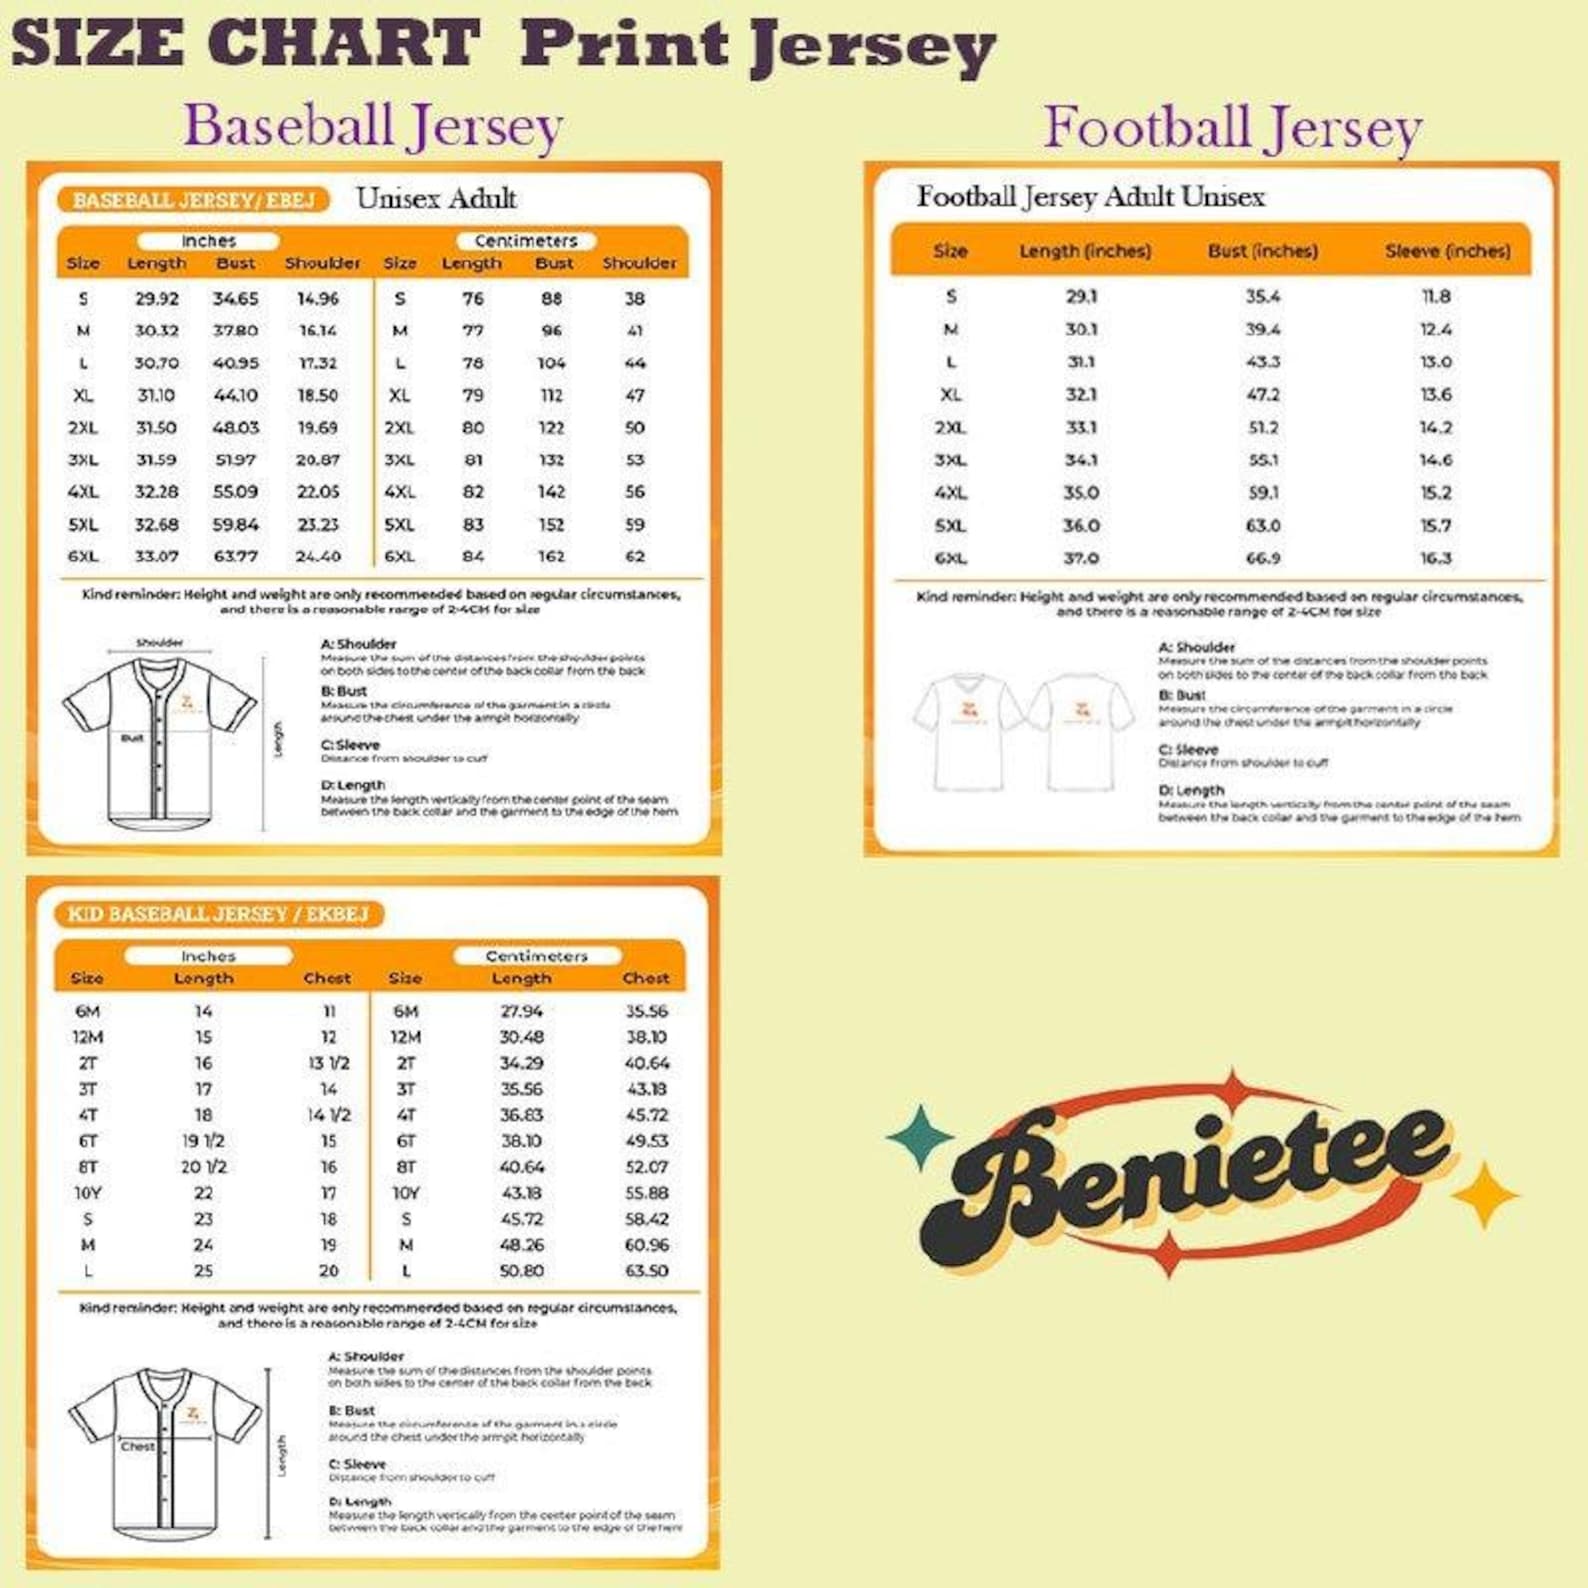 SIZE CHART Print Jersey
Baseball Jersey
Football Jersey
BASEBALL JERSEY/ EBEJ Unisex Adult
Inches Centimeters
Size Length Bust Shoulder Size Length Bust Shoulder
S 29.92 34.65 14.96 S 76 88 38
M 30.32 37.80 16.14 M 77 96 41
L 30.70 40.95 17.32 L 78 104 44
XL 31.10 44.10 18.50 XL 79 112 47
2XL 31.50 48.03 19.69 2XL 80 122 50
3XL 31.59 51.97 20.87 3XL 81 132 53
4XL 32.28 55.09 22.05 4XL 82 142 56
5XL 32.68 59.84 23.23 5XL 83 152 59
6XL 33.07 63.77 24.40 6XL 84 162 62
Kind reminder: Height and weight are only recommended based on regular circumstances,
and there is a reasonable range of 2-4CM for size
Shoulder
Bust
Length
A: Shoulder
Measure the sum of the distances from the shoulder points
on both sides to the center of the back collar from the back
B: Bust
Measure the circumference of the garment in a circle
around the chest under the armpit horizontally
C: Sleeve
Distance from shoulder to cuff
D: Length
Measure the length vertically from the center point of the seam
between the back collar and the garment to the edge of the hem
Football Jersey Adult Unisex
Size Length (inches) Bust (inches) Sleeve (inches)
S 29.1 35.4 11.8
M 30.1 39.4 12.4
L 31.1 43.3 13.0
XL 32.1 47.2 13.6
2XL 33.1 51.2 14.2
3XL 34.1 55.1 14.6
4XL 35.0 59.1 15.2
5XL 36.0 63.0 15.7
6XL 37.0 66.9 16.3
Kind reminder: Height and weight are only recommended based on regular circumstances,
and there is a reasonable range of 2-4CM for size
A: Shoulder
Measure the sum of the distances from the shoulder points
on both sides to the center of the back collar from the back
B: Bust
Measure the circumference of the garment in a circle
around the chest under the armpit horizontally
C: Sleeve
Distance from shoulder to cuff
D: Length
Measure the length vertically from the center point of the seam
between the back collar and the garment to the edge of the hem
KID BASEBALL JERSEY / EKBEJ
Inches Centimeters
Size Length Chest Size Length Chest
6M 14 11 6M 27.94 35.56
12M 15 12 12M 30.48 38.10
2T 16 13 1/2 2T 34.29 40.64
3T 17 14 3T 35.56 43.18
4T 18 14 1/2 4T 36.83 45.72
6T 19 1/2 15 6T 38.10 49.53
8T 20 1/2 16 8T 40.64 52.07
10Y 22 17 10Y 43.18 55.88
S 23 18 S 45.72 58.42
M 24 19 M 48.26 60.96
L 25 20 L 50.80 63.50
Kind reminder: Height and weight are only recommended based on regular circumstances,
and there is a reasonable range of 2-4CM for size
Chest
Length
A: Shoulder
Measure the sum of the distances from the shoulder points
on both sides to the center of the back collar from the back
B: Bust
Measure the circumference of the garment in a circle
around the chest under the armpit horizontally
C: Sleeve
Distance from shoulder to cuff
D: Length
Measure the length vertically from the center point of the seam
between the back collar and the garment to the edge of the hem
Benietee